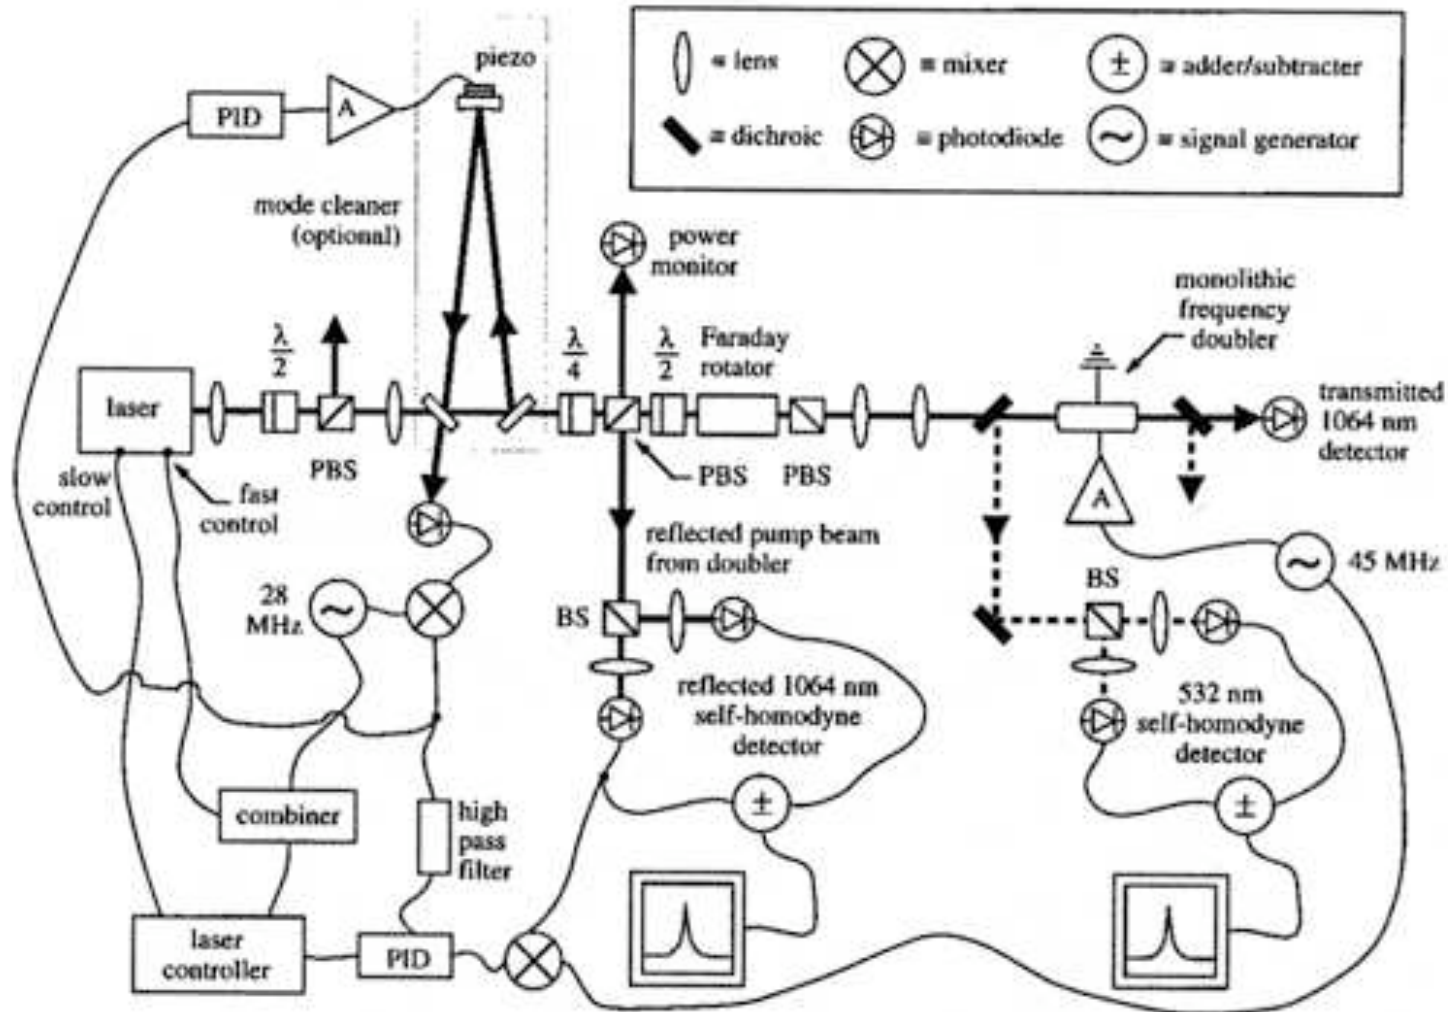 piezo
PID
A
≡ lens
≡ mixer
± ≡ adder/subtracter
≡ dichroic
≡ photodiode
~ ≡ signal generator
mode cleaner
(optional)
power
monitor
monolithic
frequency
doubler
λ
2
λ
4
λ
2
Faraday
rotator
laser
transmitted
1064 nm
detector
slow
control
fast
control
PBS
PBS
PBS
A
reflected pump beam
from doubler
~
45 MHz
28
MHz
~
BS
BS
reflected 1064 nm
self-homodyne
detector
532 nm
self-homodyne
detector
±
±
combiner
high
pass
filter
laser
controller
PID